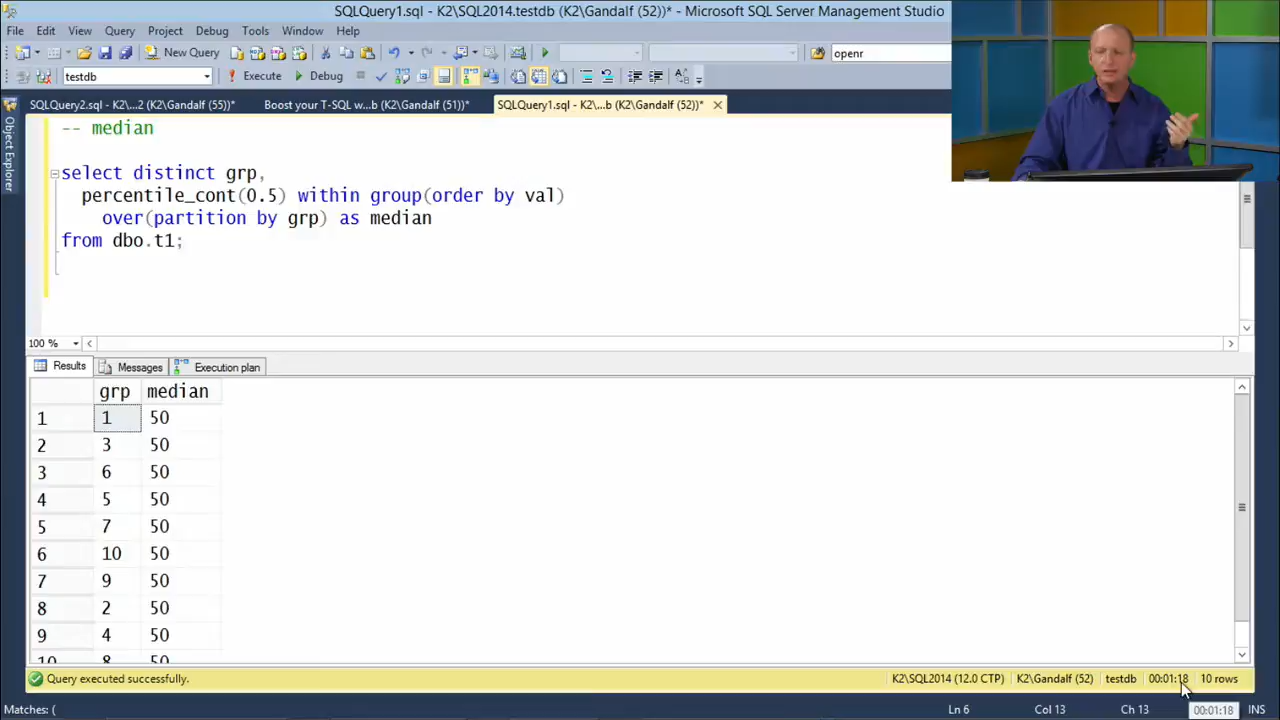 SQLQuery1.sql - K2\SQL2014.testdb (K2\Gandalf (52))* - Microsoft SQL Server Management Studio
File Edit View Query Project Debug Tools Window Help
New Query openr
testdb Execute Debug
SQLQuery2.sql - K2\...2 (K2\Gandalf (55))* Boost your T-SQL w...b (K2\Gandalf (51))* SQLQuery1.sql - K2\...b (K2\Gandalf (52))*
Object Explorer
-- median
select distinct grp,
percentile_cont(0.5) within group(order by val)
over(partition by grp) as median
from dbo.t1;
100 %
Results Messages Execution plan
grp median
1 1 50
2 3 50
3 6 50
4 5 50
5 7 50
6 10 50
7 9 50
8 2 50
9 4 50
10 8 50
Query executed successfully. K2\SQL2014 (12.0 CTP) K2\Gandalf (52) testdb 00:01:18 10 rows
Matches: ( Ln 6 Col 13 Ch 13 00:01:18 INS